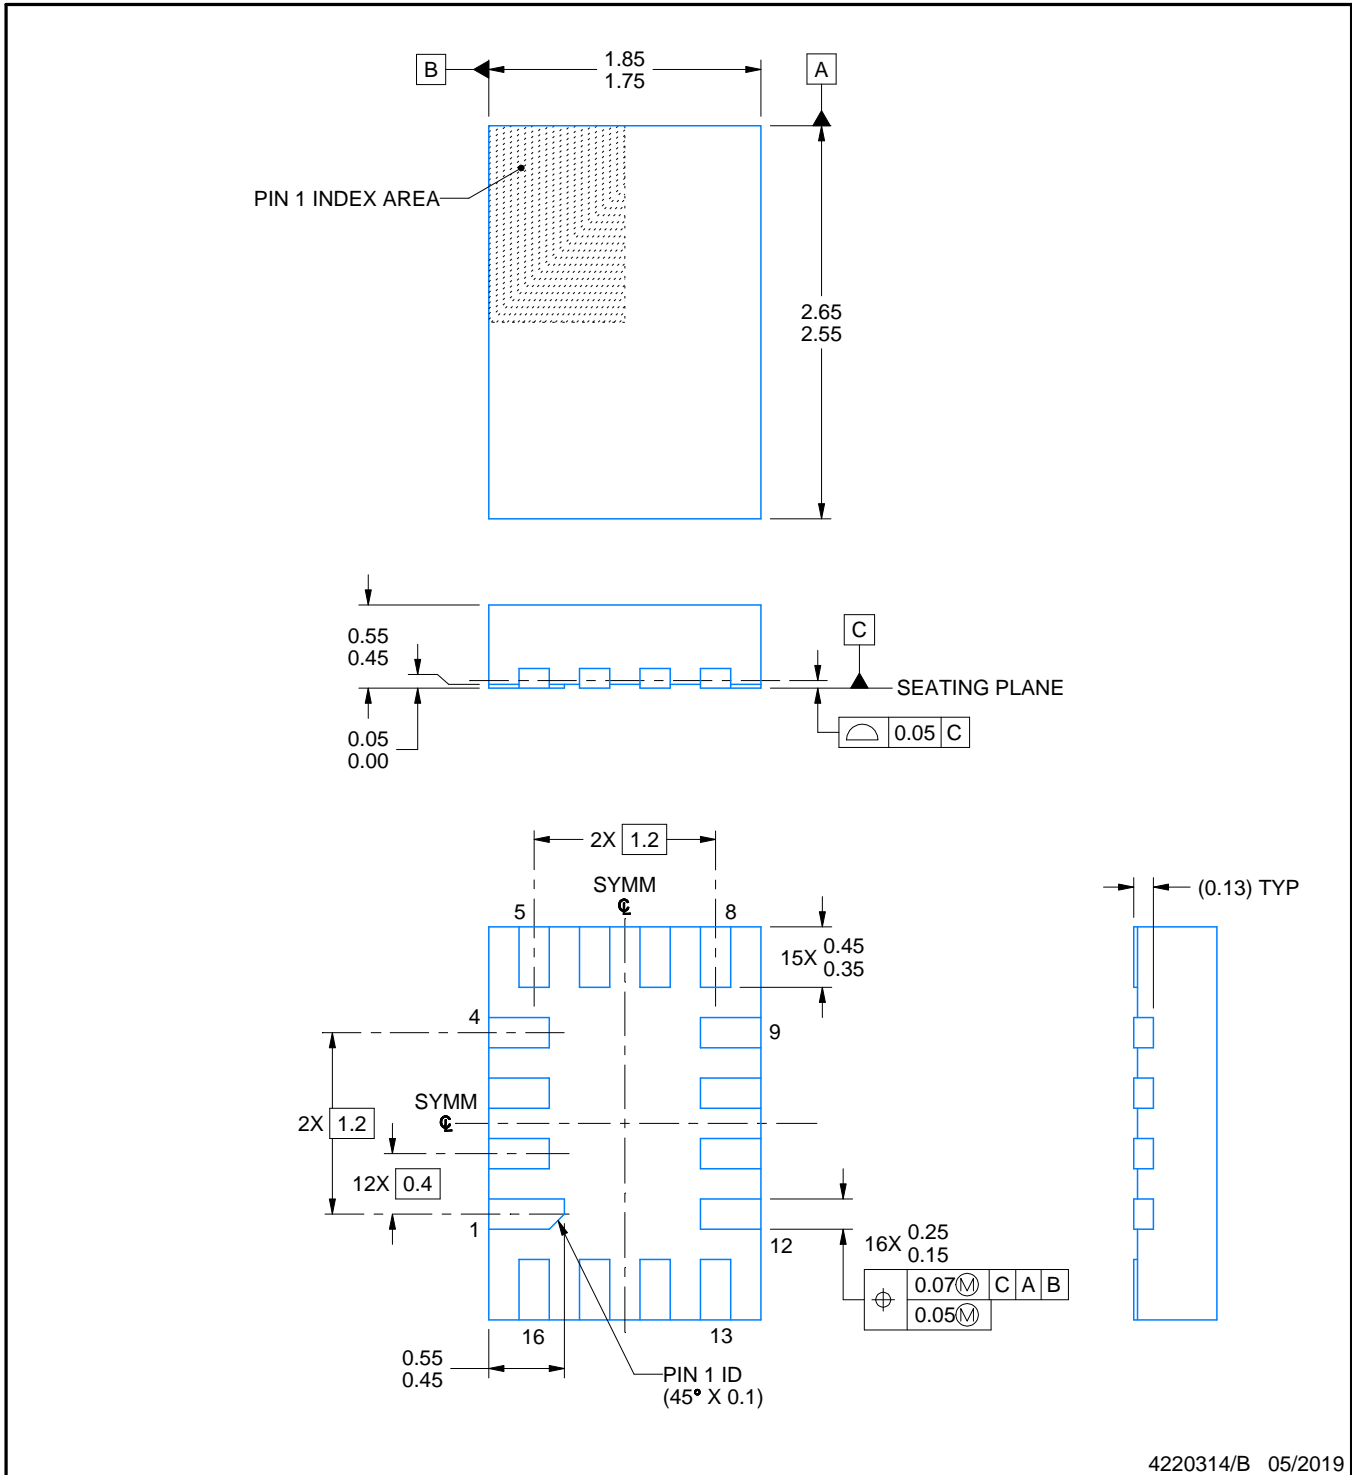 B
1.85
1.75
A
PIN 1 INDEX AREA
2.65
2.55
0.55
0.45
C
SEATING PLANE
0.05 C
0.05
0.00
2X 1.2
(0.13) TYP
SYMM
℄
5
8
15X 0.45
0.35
4
9
SYMM
℄
2X 1.2
12X 0.4
1
12
16X 0.25
0.15
0.07Ⓜ C A B
0.05Ⓜ
16
13
0.55
0.45
PIN 1 ID
(45° X 0.1)
4220314/B 05/2019